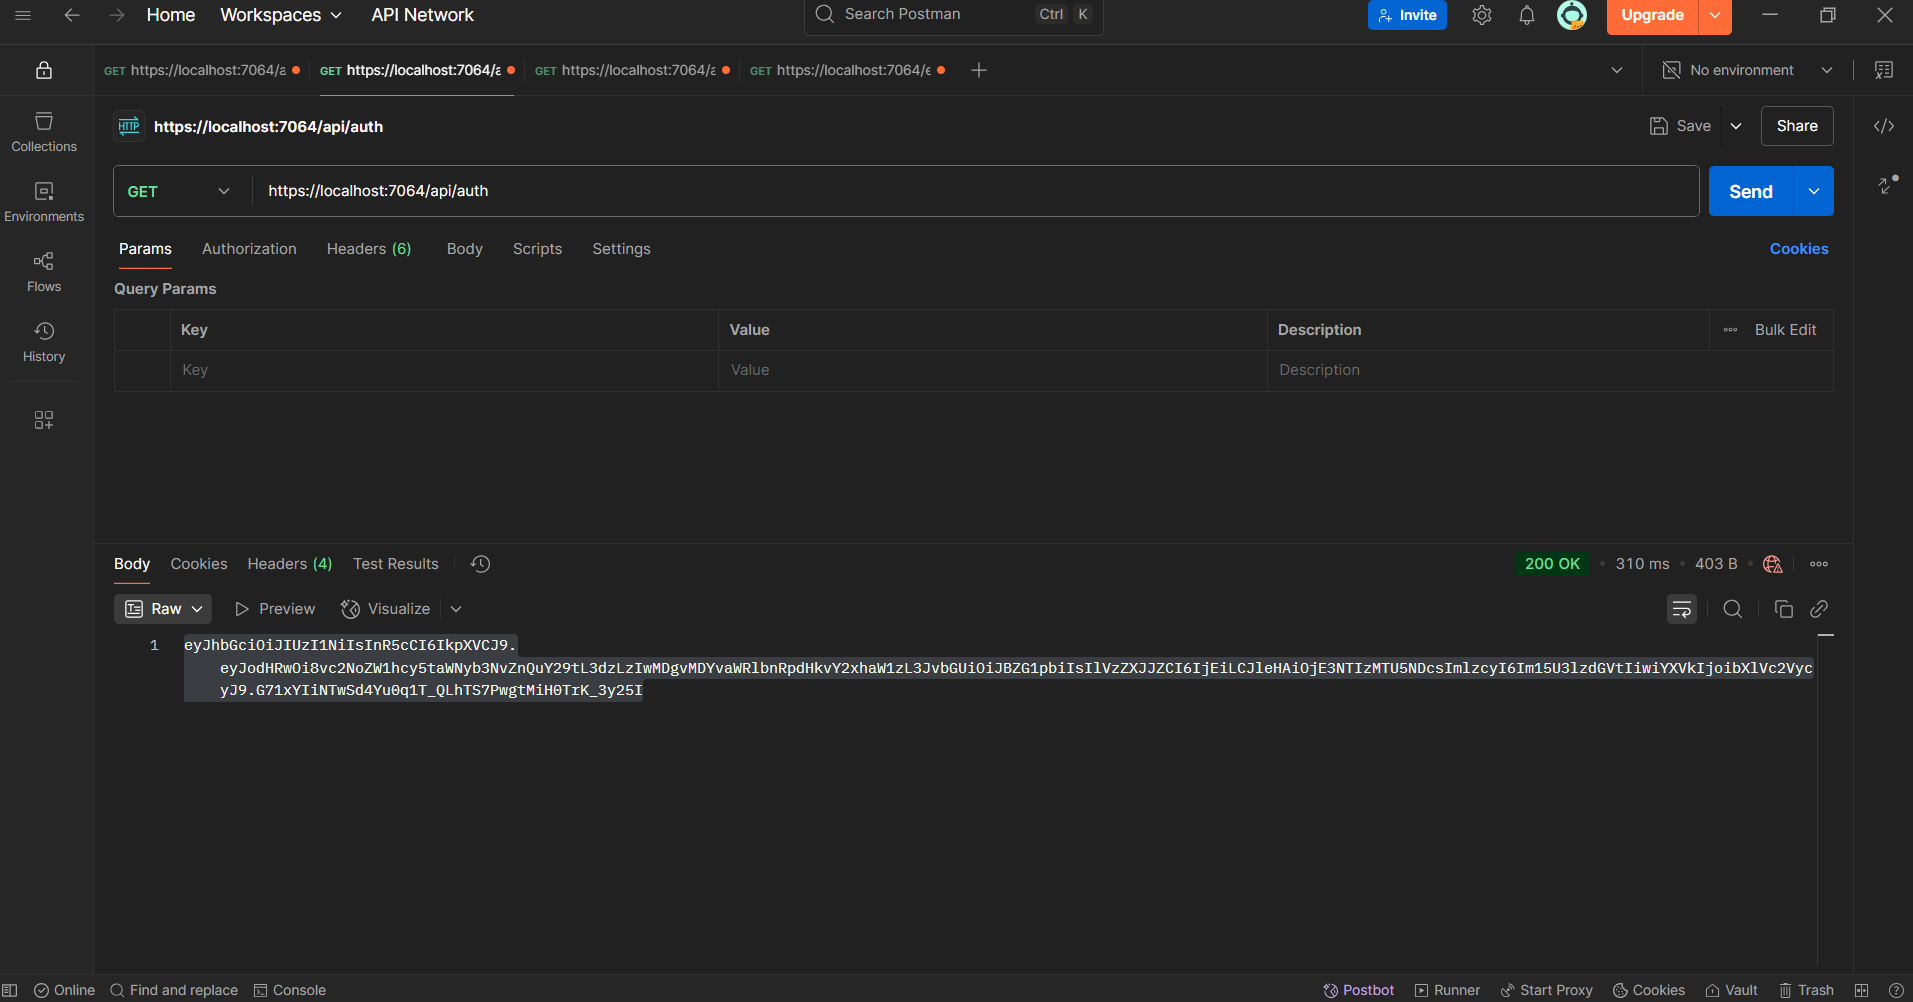 Home Workspaces API Network Search Postman Ctrl K Invite Upgrade
GET https://localhost:7064/a GET https://localhost:7064/a GET https://localhost:7064/a GET https://localhost:7064/e No environment
HTTP https://localhost:7064/api/auth Save Share
Collections
GET https://localhost:7064/api/auth Send
Environments
Params Authorization Headers (6) Body Scripts Settings Cookies
Flows
Query Params
Key Value Description Bulk Edit
History
Key Value Description
Body Cookies Headers (4) Test Results 200 OK • 310 ms • 403 B
Raw Preview Visualize
1 eyJhbGciOiJIUzI1NiIsInR5cCI6IkpXVCJ9.
eyJodHRwOi8vc2NoZW1hcy5taWNyb3NvZnQuY29tL3dzLzIwMDgvMDYvaWRlbnRpdHkvY2xhaW1zL3JvbGUiOiJBZG1pbiIsIlVzZXJJZCI6IjEiLCJleHAiOjE3NTIzMTU5NDcsImlzcyI6Im15U3lzdGVtIiwiYXVkIjoibXlVc2Vyc
yJ9.G71xYIiNTwSd4Yu0q1T_QLhTS7PwgtMiH0TrK_3y25I
Online Find and replace Console Postbot Runner Start Proxy Cookies Vault Trash